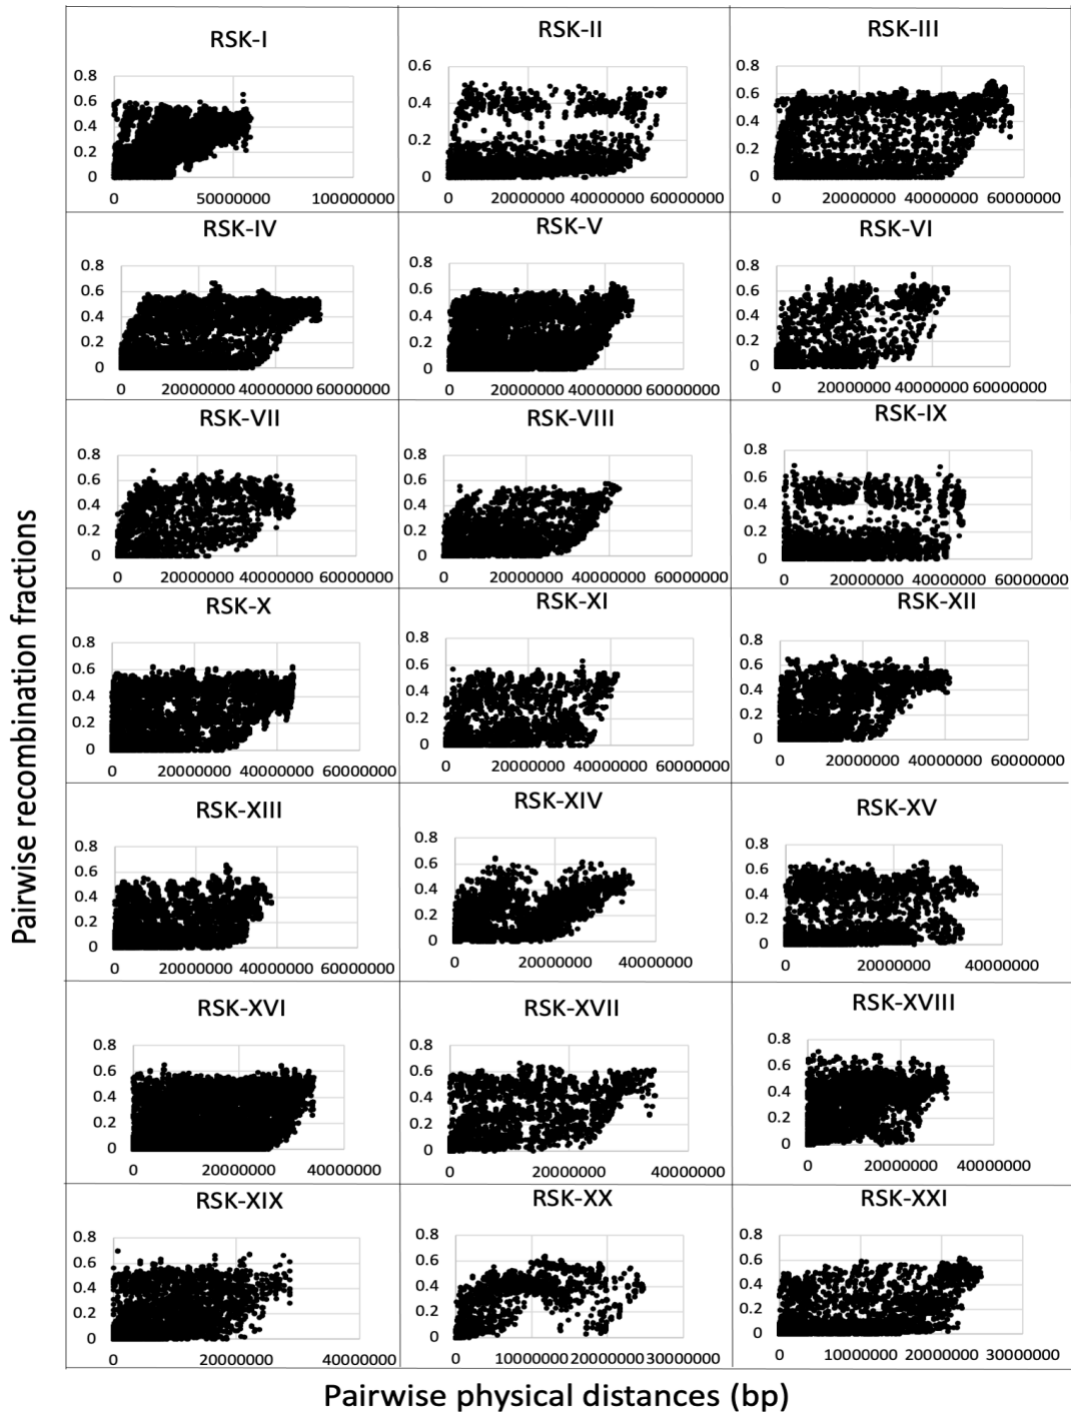 Pairwise recombination fractions
RSK-I
0.8
0.6
0.4
0.2
0
0 50000000 100000000
RSK-II
0.6
0.4
0.2
0
0 20000000 40000000 60000000
RSK-III
0.8
0.6
0.4
0.2
0
0 20000000 40000000 60000000
RSK-IV
0.8
0.6
0.4
0.2
0
0 20000000 40000000 60000000
RSK-V
0.8
0.6
0.4
0.2
0
0 20000000 40000000 60000000
RSK-VI
0.8
0.6
0.4
0.2
0
0 20000000 40000000 60000000
RSK-VII
0.8
0.6
0.4
0.2
0
0 20000000 40000000 60000000
RSK-VIII
0.8
0.6
0.4
0.2
0
0 20000000 40000000 60000000
RSK-IX
0.8
0.6
0.4
0.2
0
0 20000000 40000000 60000000
RSK-X
0.8
0.6
0.4
0.2
0
0 20000000 40000000 60000000
RSK-XI
0.8
0.6
0.4
0.2
0
0 20000000 40000000 60000000
RSK-XII
0.8
0.6
0.4
0.2
0
0 20000000 40000000 60000000
RSK-XIII
0.8
0.6
0.4
0.2
0
0 20000000 40000000 60000000
RSK-XIV
0.8
0.6
0.4
0.2
0
0 20000000 40000000
RSK-XV
0.8
0.6
0.4
0.2
0
0 20000000 40000000
RSK-XVI
0.8
0.6
0.4
0.2
0
0 20000000 40000000
RSK-XVII
0.8
0.6
0.4
0.2
0
0 20000000 40000000
RSK-XVIII
0.8
0.6
0.4
0.2
0
0 20000000 40000000
RSK-XIX
0.8
0.6
0.4
0.2
0
0 20000000 40000000
RSK-XX
0.8
0.6
0.4
0.2
0
0 10000000 20000000 30000000
RSK-XXI
0.8
0.6
0.4
0.2
0
0 10000000 20000000 30000000
Pairwise physical distances (bp)